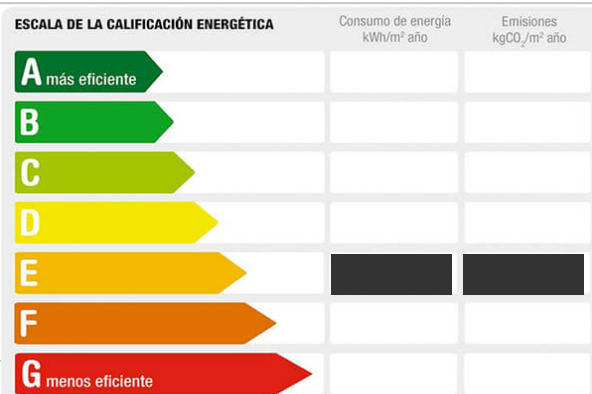 ESCALA DE LA CALIFICACIÓN ENERGÉTICA
Consumo de energía
kWh/m² año
Emisiones
kgCO₂/m² año
A más eficiente
B
C
D
E
F
G menos eficiente